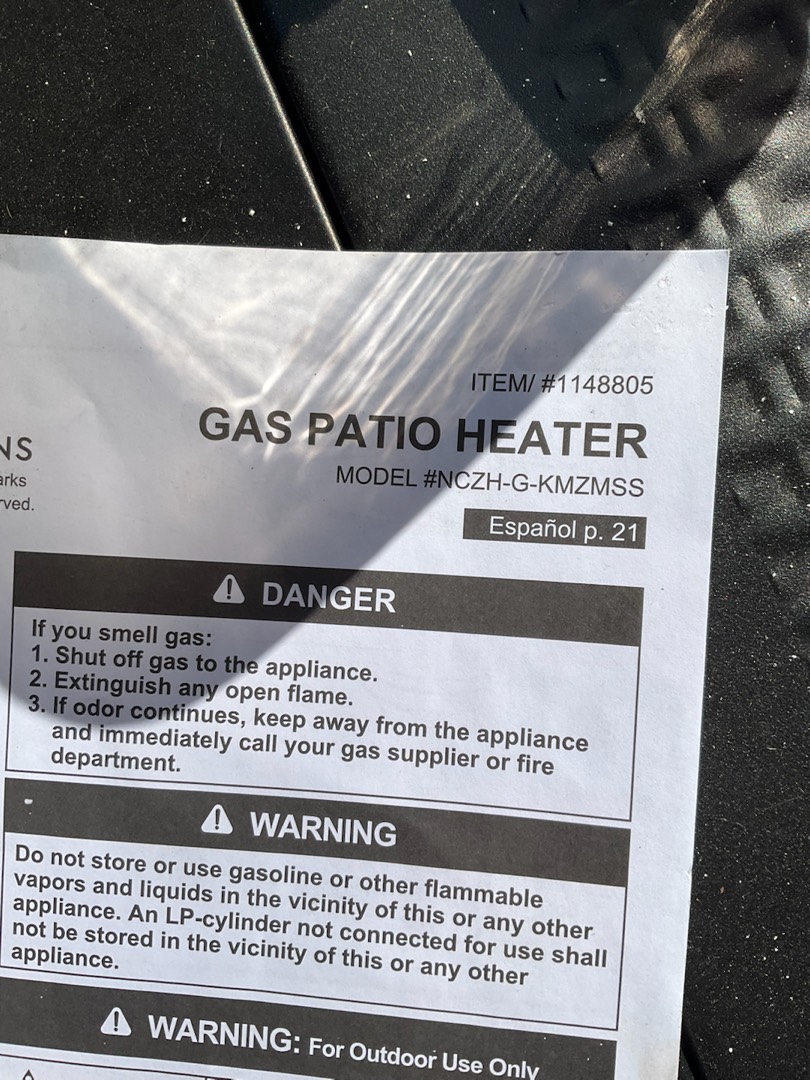 ITEM/ #1148805
GAS PATIO HEATER
MODEL #NCZH-G-KMZMSS
NS
arks
rved.
Español p. 21
DANGER
If you smell gas:
1. Shut off gas to the appliance.
2. Extinguish any open flame.
3. If odor continues, keep away from the appliance
and immediately call your gas supplier or fire
department.
WARNING
Do not store or use gasoline or other flammable
vapors and liquids in the vicinity of this or any other
appliance. An LP-cylinder not connected for use shall
not be stored in the vicinity of this or any other
appliance.
WARNING: For Outdoor Use Only